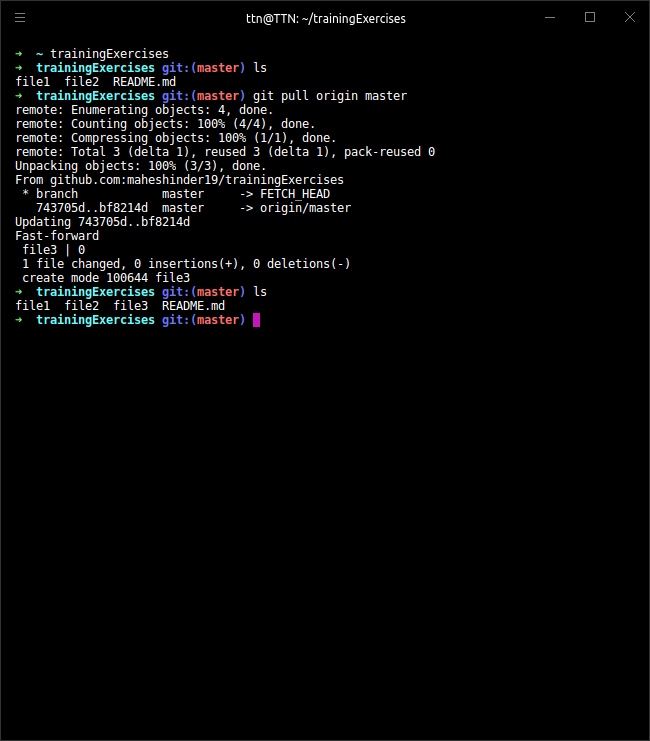 ttn@TTN: ~/trainingExercises
➜  ~ trainingExercises
➜  trainingExercises git:(master) ls
file1  file2  README.md
➜  trainingExercises git:(master) git pull origin master
remote: Enumerating objects: 4, done.
remote: Counting objects: 100% (4/4), done.
remote: Compressing objects: 100% (1/1), done.
remote: Total 3 (delta 1), reused 3 (delta 1), pack-reused 0
Unpacking objects: 100% (3/3), done.
From github.com:maheshinder19/trainingExercises
 * branch            master     -> FETCH_HEAD
   743705d..bf8214d  master     -> origin/master
Updating 743705d..bf8214d
Fast-forward
 file3 | 0
 1 file changed, 0 insertions(+), 0 deletions(-)
 create mode 100644 file3
➜  trainingExercises git:(master) ls
file1  file2  file3  README.md
➜  trainingExercises git:(master)